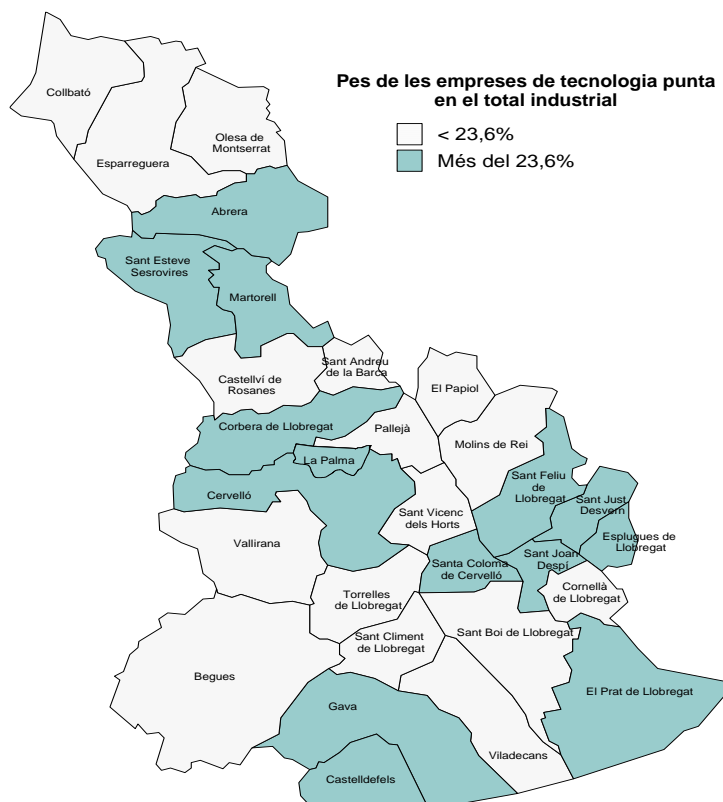 Pes de les empreses de tecnologia punta
en el total industrial
< 23,6%
Més del 23,6%
Collbató
Olesa de
Montserrat
Esparreguera
Abrera
Sant Esteve
Sesrovires
Martorell
Sant Andreu
de la Barca
Castellví de
Rosanes
El Papiol
Corbera de Llobregat
Pallejà
Molins de Rei
La Palma
Sant Feliu
de
Llobregat
Cervelló
Sant Just
Desvern
Sant Vicenc
dels Horts
Esplugues de
Llobregat
Vallirana
Santa Coloma
de Cervelló
Sant Joan
Despí
Cornellà
de Llobregat
Torrelles
de Llobregat
Sant Climent
de Llobregat
Sant Boi de Llobregat
Begues
El Prat de Llobregat
Gava
Viladecans
Castelldefels